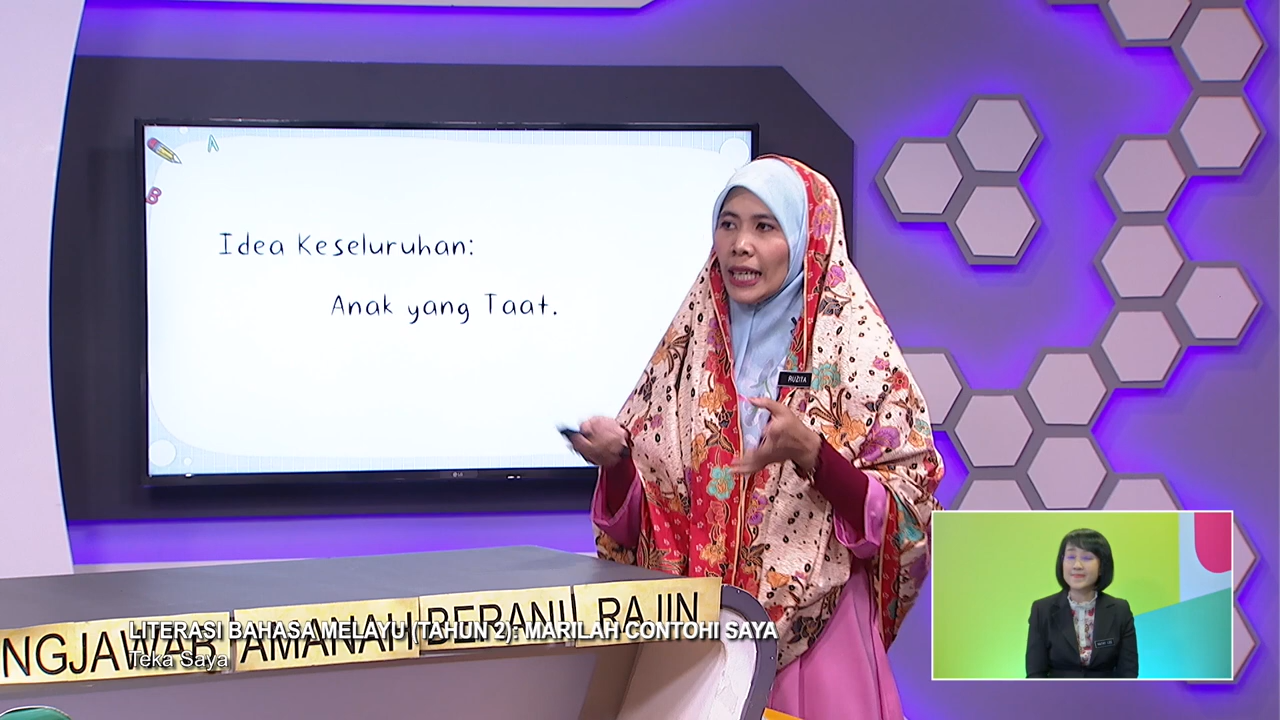 A
B
Idea Keseluruhan:
Anak yang Taat.
LG
RUZITA
NGJAWAB AMANAH BERANI RAJIN
LITERASI BAHASA MELAYU (TAHUN 2): MARILAH CONTOHI SAYA
Teka Saya